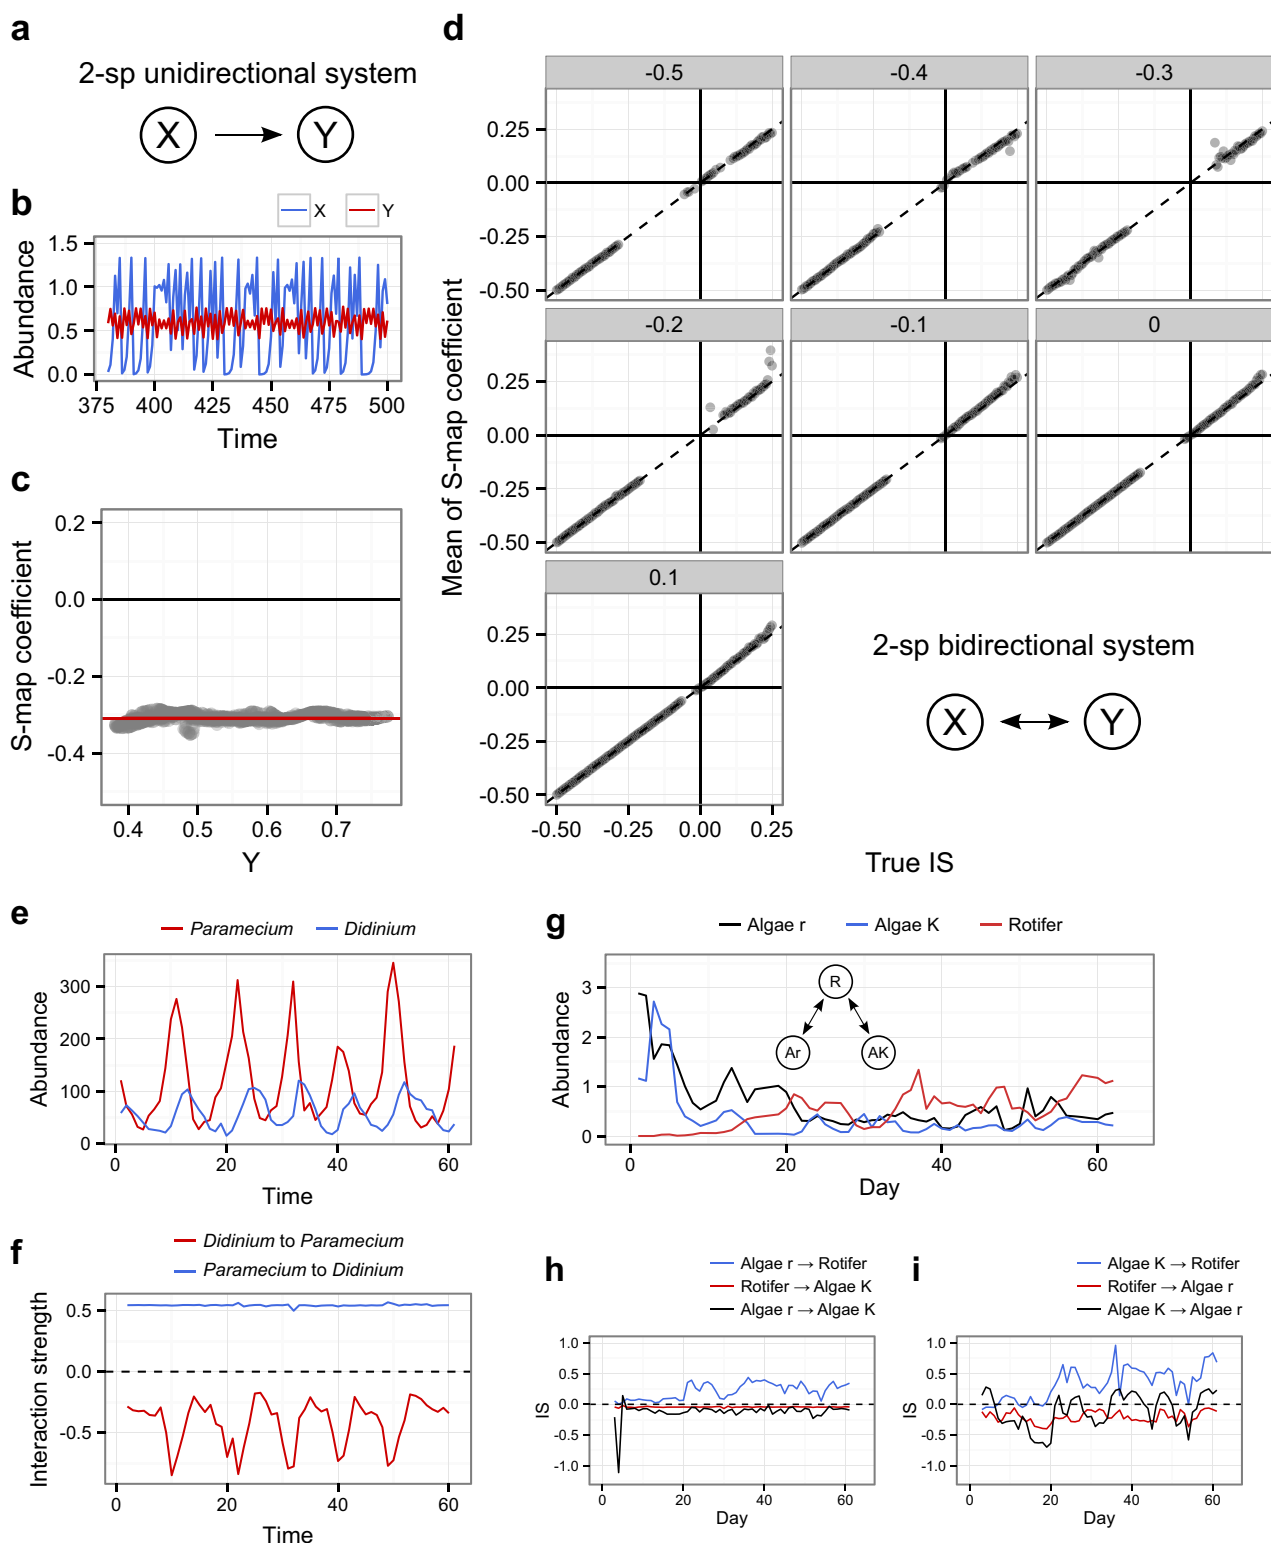 a
2-sp unidirectional system
X
Y
b
X
Y
Abundance
1.5
1.0
0.5
0.0
375
400
425
450
475
500
Time
c
S-map coefficient
0.2
0.0
-0.2
-0.4
0.4
0.5
0.6
0.7
Y
d
Mean of S-map coefficient
-0.5
-0.4
-0.3
0.25
0.00
-0.25
-0.50
-0.2
-0.1
0
0.25
0.00
-0.25
-0.50
0.1
0.25
0.00
-0.25
-0.50
-0.50
-0.25
0.00
0.25
True IS
2-sp bidirectional system
X
Y
e
Paramecium
Didinium
Abundance
300
200
100
0
0
20
40
60
Time
f
Didinium to Paramecium
Paramecium to Didinium
Interaction strength
0.5
0.0
-0.5
0
20
40
60
Time
g
Algae r
Algae K
Rotifer
Abundance
3
2
1
0
R
Ar
AK
0
20
40
60
Day
h
Algae r → Rotifer
Rotifer → Algae K
Algae r → Algae K
IS
1.0
0.5
0.0
-0.5
-1.0
0
20
40
60
Day
i
Algae K → Rotifer
Rotifer → Algae r
Algae K → Algae r
IS
1.0
0.5
0.0
-0.5
-1.0
0
20
40
60
Day